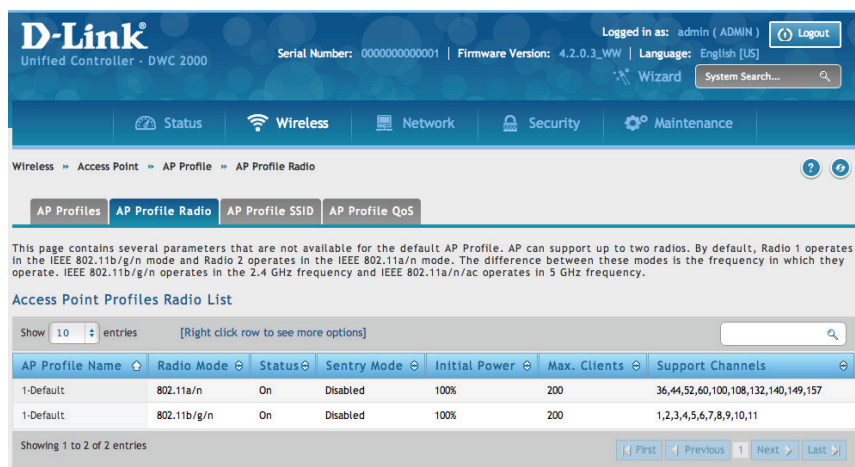 D-Link®
Unified Controller - DWC 2000
Logged in as: admin ( ADMIN )
Logout
Serial Number: 0000000000001 | Firmware Version: 4.2.0.3_WW | Language: English [US]
Wizard
System Search...
Status
Wireless
Network
Security
Maintenance
Wireless » Access Point » AP Profile » AP Profile Radio
?
AP Profiles
AP Profile Radio
AP Profile SSID
AP Profile QoS
This page contains several parameters that are not available for the default AP Profile. AP can support up to two radios. By default, Radio 1 operates
in the IEEE 802.11b/g/n mode and Radio 2 operates in the IEEE 802.11a/n mode. The difference between these modes is the frequency in which they
operate. IEEE 802.11b/g/n operates in the 2.4 GHz frequency and IEEE 802.11a/n/ac operates in 5 GHz frequency.
Access Point Profiles Radio List
Show 10 entries [Right click row to see more options]
AP Profile Name Radio Mode Status Sentry Mode Initial Power Max. Clients Support Channels
1-Default 802.11a/n On Disabled 100% 200 36,44,52,60,100,108,132,140,149,157
1-Default 802.11b/g/n On Disabled 100% 200 1,2,3,4,5,6,7,8,9,10,11
Showing 1 to 2 of 2 entries
First Previous 1 Next Last